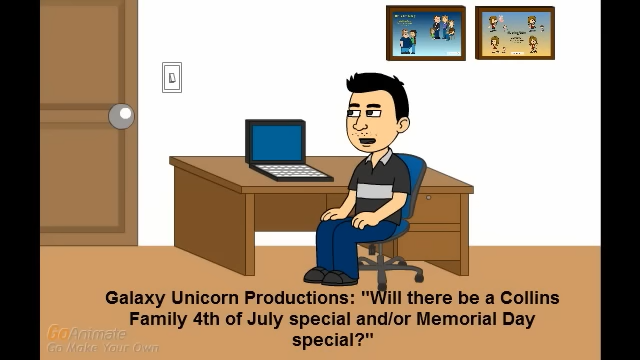 Galaxy Unicorn Productions: "Will there be a Collins
Family 4th of July special and/or Memorial Day
special?"
GoAnimate
Go Make Your Own